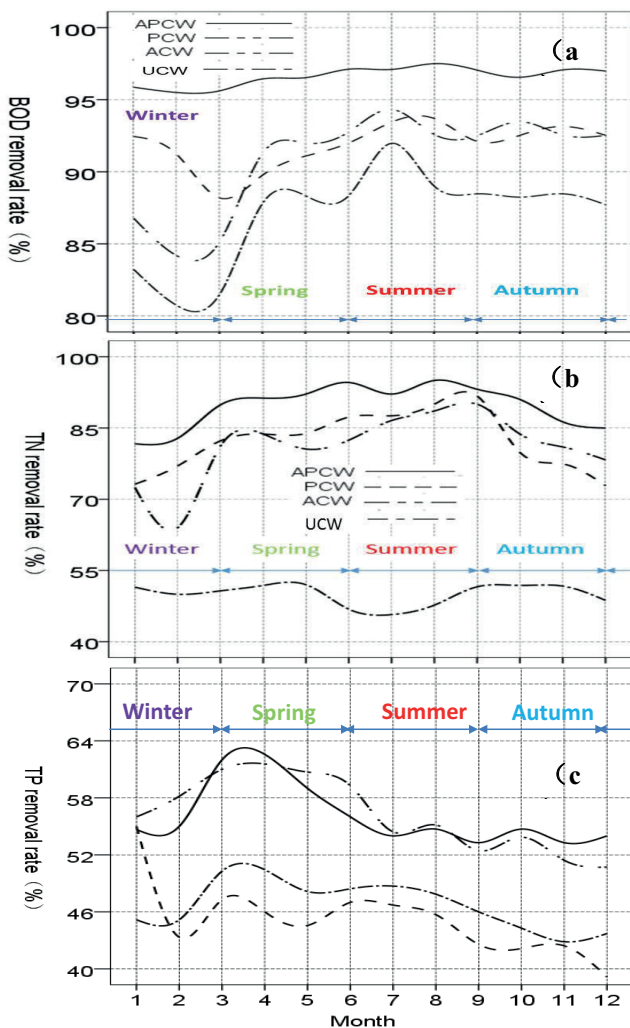 APCW
PCW
ACW
UCW
(a
100
95
90
85
80
BOD removal rate (%)
Winter
Spring
Summer
Autumn
(b
100
85
70
55
40
TN removal rate (%)
APCW
PCW
ACW
UCW
Winter
Spring
Summer
Autumn
70
64
58
52
46
40
TP removal rate (%)
Winter
Spring
Summer
Autumn
(c
1 2 3 4 5 6 7 8 9 10 11 12
Month